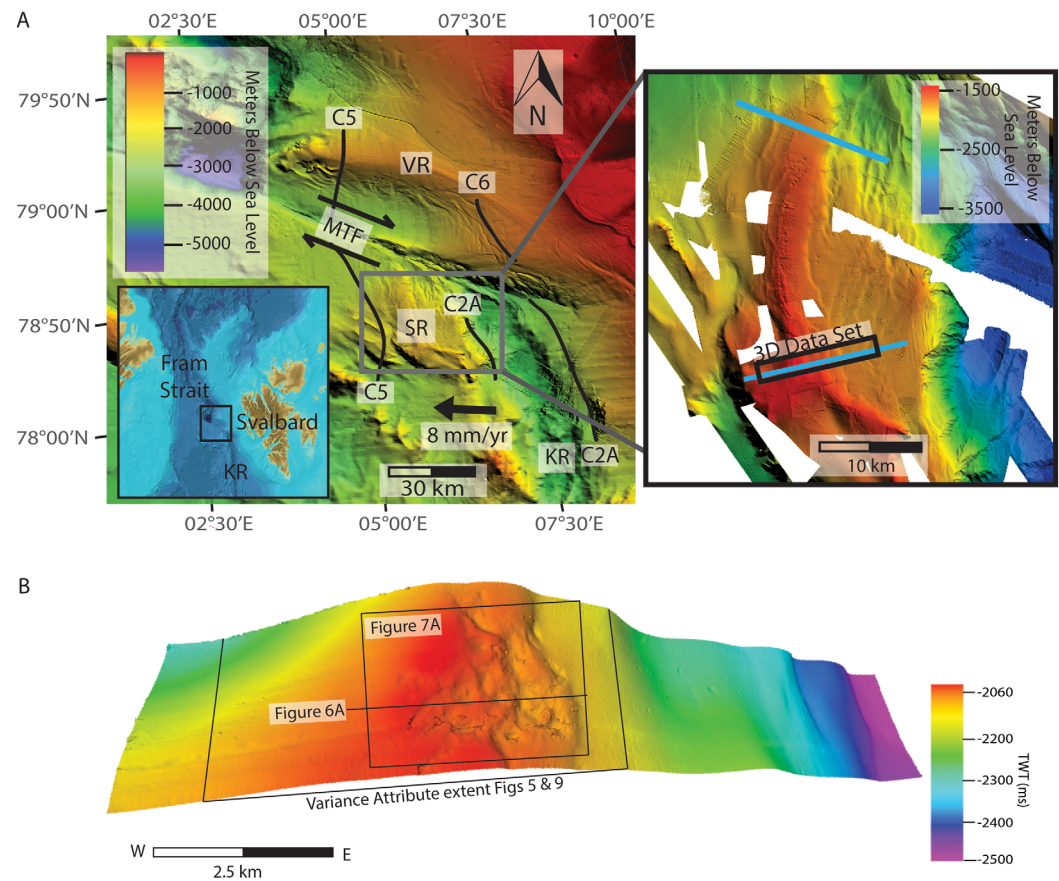 A
02°30'E
05°00'E
07°30'E
10°00'E
79°50'N
79°00'N
78°50'N
78°00'N
-1000
-2000
-3000
-4000
-5000
Meters Below Sea Level
C5
VR
C6
N
MTF
C2A
SR
C5
8 mm/yr
KR
C2A
30 km
Fram
Strait
Svalbard
KR
02°30'E
05°00'E
07°30'E
-1500
-2500
-3500
Meters Below
Sea Level
3D Data Set
10 km
B
Figure 7A
Figure 6A
Variance Attribute extent Figs 5 & 9
W
E
2.5 km
-2060
-2200
-2300
-2400
-2500
TWT (ms)